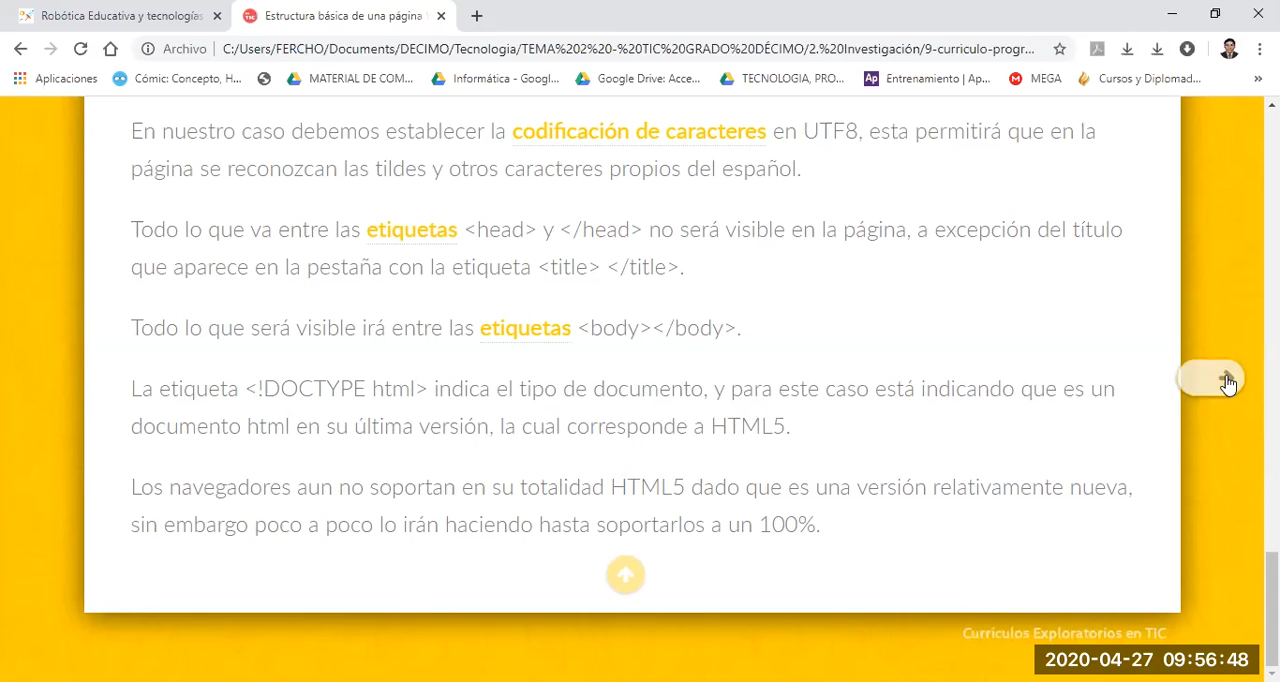 Robótica Educativa y tecnologías
Estructura básica de una página
Archivo
C:/Users/FERCHO/Documents/DECIMO/Tecnologia/TEMA%202%20-%20TIC%20GRADO%20DÉCIMO/2.%20Investigación/9-curriculo-progr...
Aplicaciones
Cómic: Concepto, H...
MATERIAL DE COM...
Informática - Googl...
Google Drive: Acce...
TECNOLOGIA, PRO...
Entrenamiento | Ap...
MEGA
Cursos y Diplomad...
En nuestro caso debemos establecer la codificación de caracteres en UTF8, esta permitirá que en la
página se reconozcan las tildes y otros caracteres propios del español.
Todo lo que va entre las etiquetas <head> y </head> no será visible en la página, a excepción del título
que aparece en la pestaña con la etiqueta <title> </title>.
Todo lo que será visible irá entre las etiquetas <body></body>.
La etiqueta <!DOCTYPE html> indica el tipo de documento, y para este caso está indicando que es un
documento html en su última versión, la cual corresponde a HTML5.
Los navegadores aun no soportan en su totalidad HTML5 dado que es una versión relativamente nueva,
sin embargo poco a poco lo irán haciendo hasta soportarlos a un 100%.
Curriculos Exploratorios en TIC
2020-04-27 09:56:48